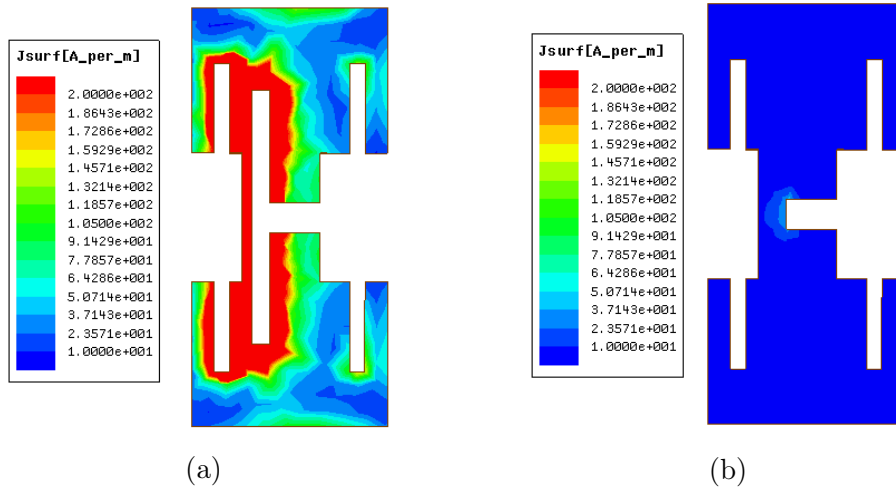 Jsurf[A_per_m]
2.0000e+002
1.8643e+002
1.7286e+002
1.5929e+002
1.4571e+002
1.3214e+002
1.1857e+002
1.0500e+002
9.1429e+001
7.7857e+001
6.4286e+001
5.0714e+001
3.7143e+001
2.3571e+001
1.0000e+001
(a)
Jsurf[A_per_m]
2.0000e+002
1.8643e+002
1.7286e+002
1.5929e+002
1.4571e+002
1.3214e+002
1.1857e+002
1.0500e+002
9.1429e+001
7.7857e+001
6.4286e+001
5.0714e+001
3.7143e+001
2.3571e+001
1.0000e+001
(b)